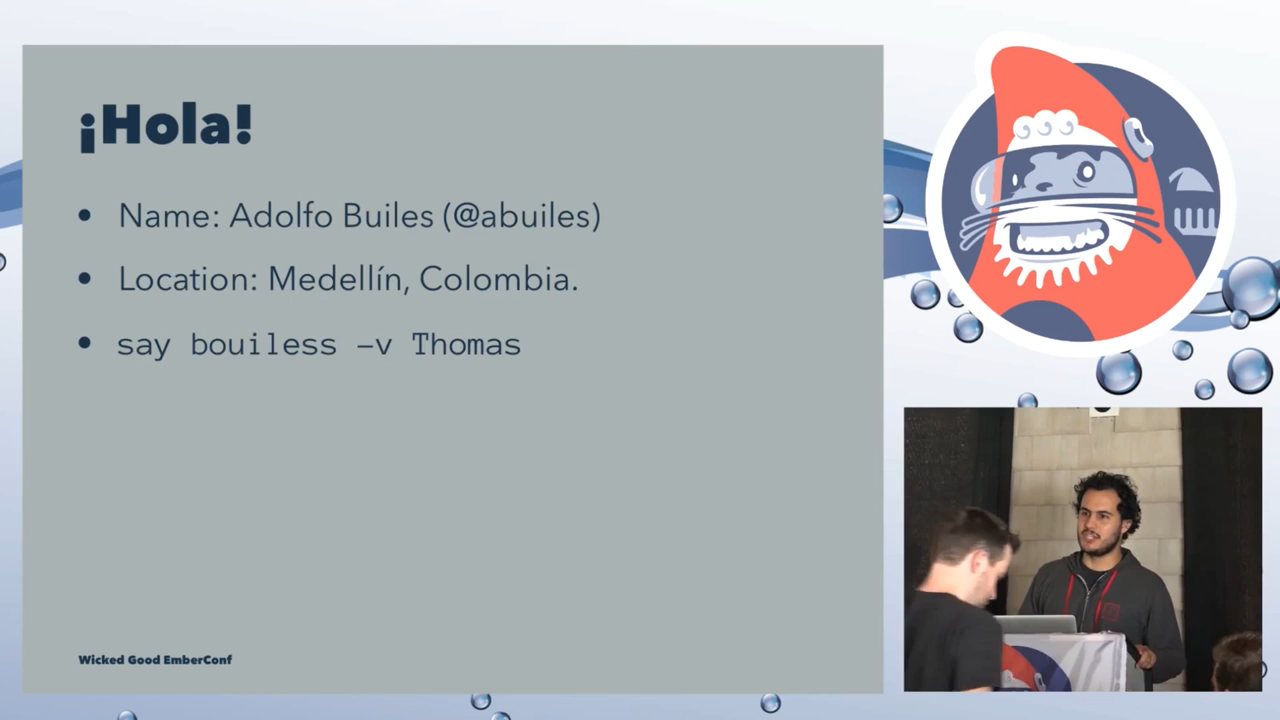 ¡Hola!
• Name: Adolfo Builes (@abuiles)
• Location: Medellín, Colombia.
• say bouiless –v Thomas
Wicked Good EmberConf